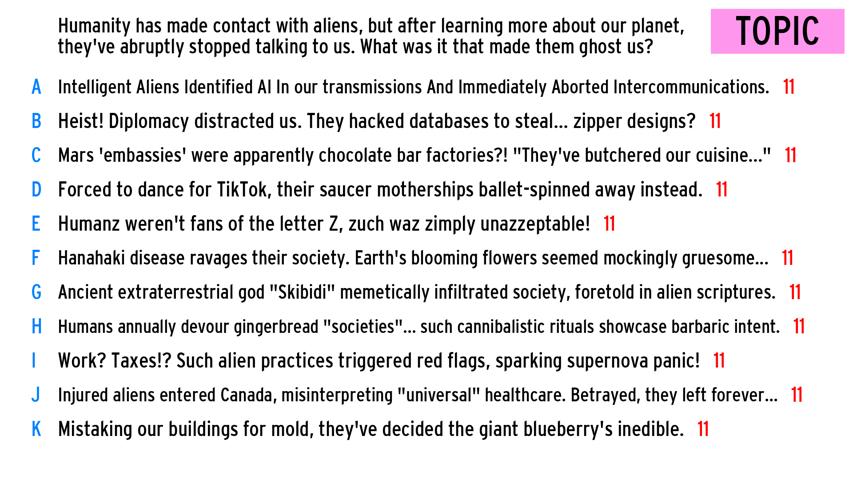 Humanity has made contact with aliens, but after learning more about our planet,
they've abruptly stopped talking to us. What was it that made them ghost us?
TOPIC
A Intelligent Aliens Identified AI In our transmissions And Immediately Aborted Intercommunications. 11
B Heist! Diplomacy distracted us. They hacked databases to steal... zipper designs? 11
C Mars 'embassies' were apparently chocolate bar factories?! "They've butchered our cuisine..." 11
D Forced to dance for TikTok, their saucer motherships ballet-spinned away instead. 11
E Humanz weren't fans of the letter Z, zuch waz zimply unazzeptable! 11
F Hanahaki disease ravages their society. Earth's blooming flowers seemed mockingly gruesome... 11
G Ancient extraterrestrial god "Skibidi" memetically infiltrated society, foretold in alien scriptures. 11
H Humans annually devour gingerbread "societies"... such cannibalistic rituals showcase barbaric intent. 11
I Work? Taxes!? Such alien practices triggered red flags, sparking supernova panic! 11
J Injured aliens entered Canada, misinterpreting "universal" healthcare. Betrayed, they left forever... 11
K Mistaking our buildings for mold, they've decided the giant blueberry's inedible. 11